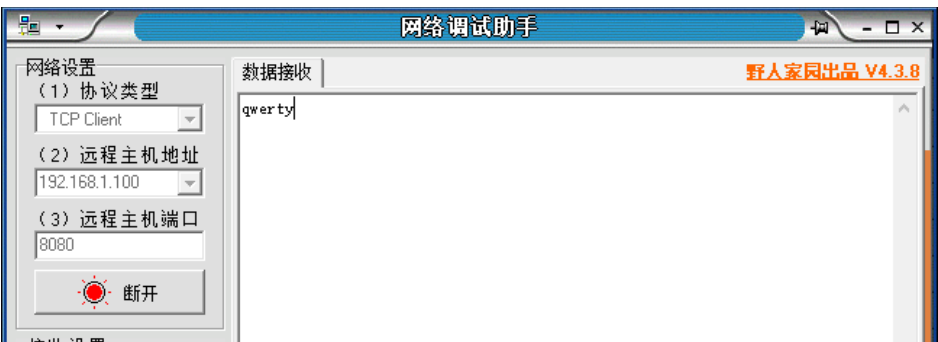 网络调试助手
网络设置
(1) 协议类型
TCP Client
(2) 远程主机地址
192.168.1.100
(3) 远程主机端口
8080
断开
数据接收
野人家园出品 V4.3.8
qwerty